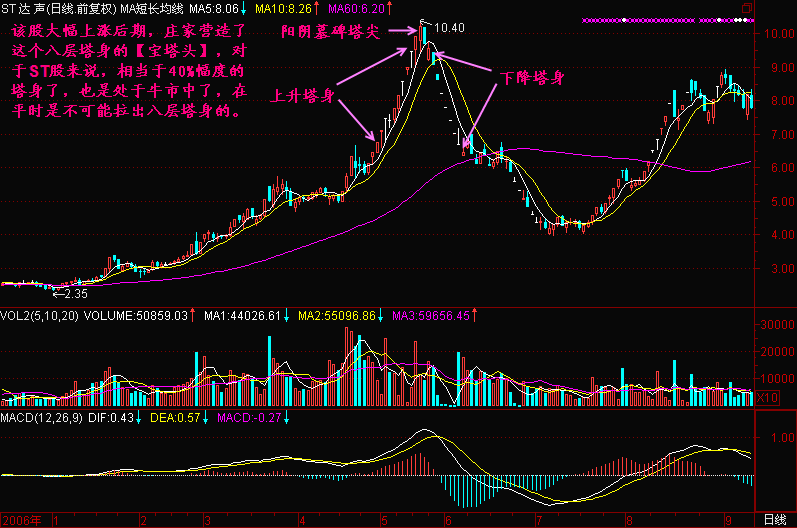 ST达 声(日线,前复权) MA短长均线 MA5:8.06↓ MA10:8.26↑ MA60:6.20↑
该股大幅上涨后期，庄家营造了
这个八层塔身的【宝塔头】，对
于ST股来说，相当于40%幅度的
塔身了，也是处于牛市中了，在
平时是不可能拉出八层塔身的。
阳阴墓碑塔尖
10.40
上升塔身
下降塔身
10.00
9.00
8.00
7.00
6.00
5.00
4.00
3.00
2.35
VOL2(5,10,20) VOLUME:50859.03↑ MA1:44026.61↓ MA2:55096.86↓ MA3:59656.45↑
30000
20000
10000
X10
MACD(12,26,9) DIF:0.43↓ DEA:0.57↓ MACD:-0.27↓
1.00
2006年 1 2 3 4 5 6 7 8 9 日线